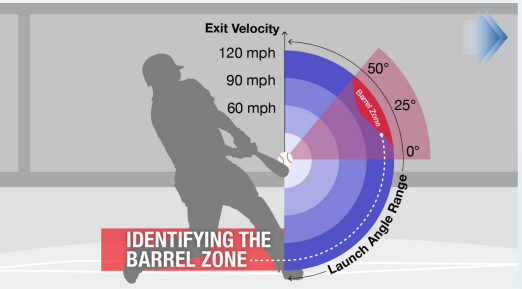 Exit Velocity
120 mph
90 mph
60 mph
50°
25°
0°
Barrel Zone
Launch Angle Range
IDENTIFYING THE
BARREL ZONE